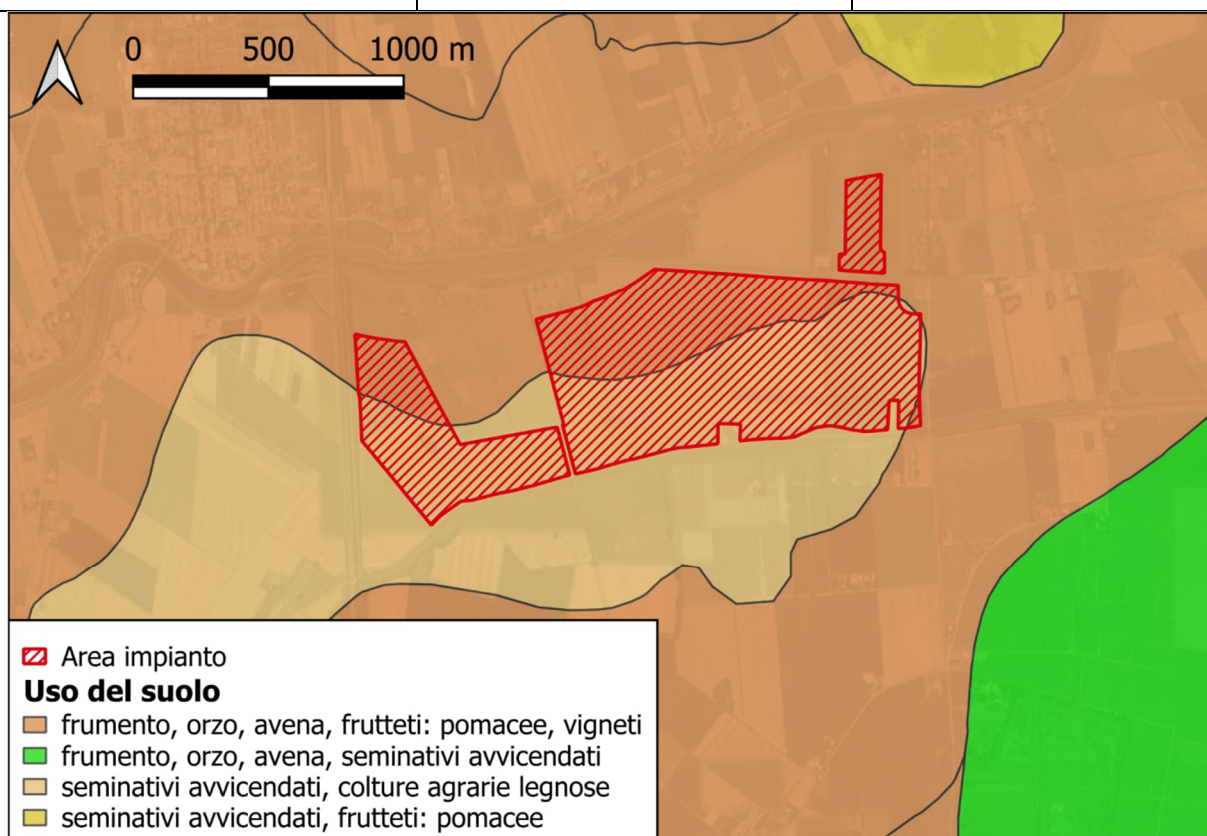 0 500 1000 m
Area impianto
Uso del suolo
frumento, orzo, avena, frutteti: pomacee, vigneti
frumento, orzo, avena, seminativi avvicendati
seminativi avvicendati, colture agrarie legnose
seminativi avvicendati, frutteti: pomacee